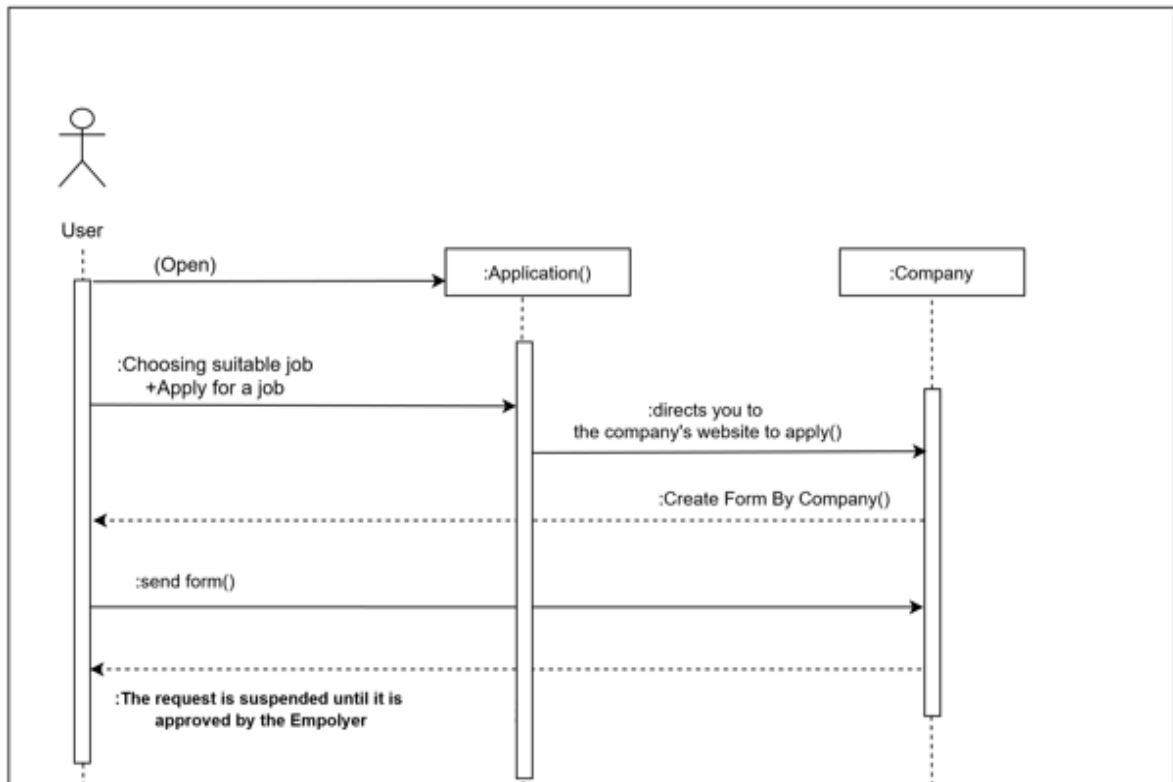 User
(Open)
:Application()
:Company
:Choosing suitable job
+Apply for a job
:directs you to
the company's website to apply()
:Create Form By Company()
:send form()
:The request is suspended until it is
approved by the Empolyer